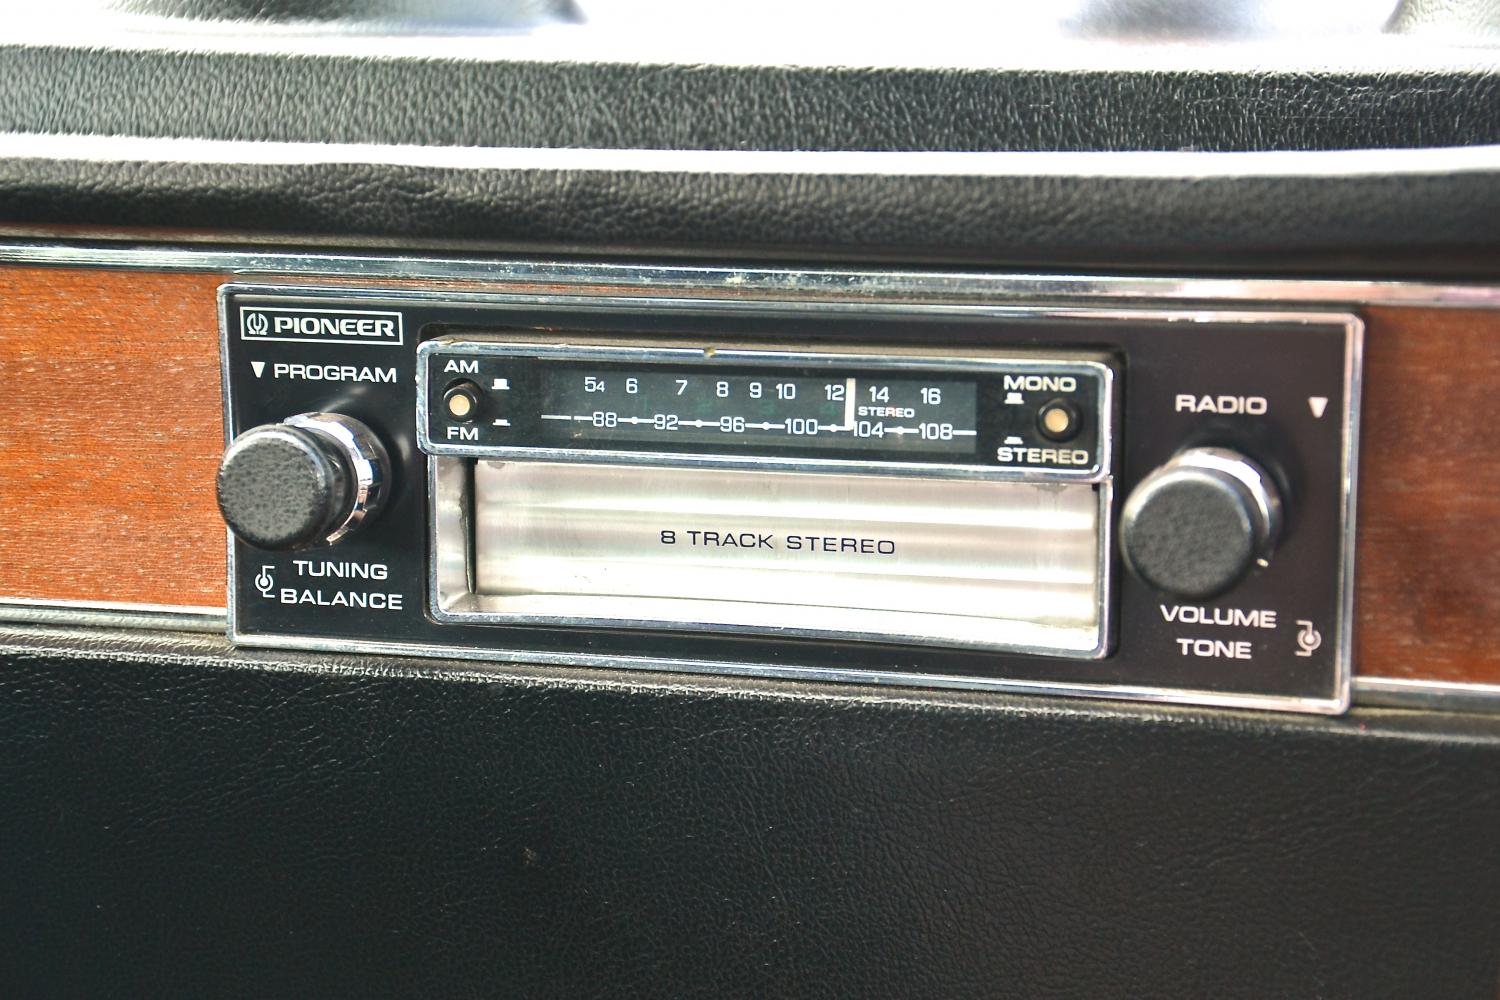 PIONEER
PROGRAM
TUNING
BALANCE
AM
FM
54 6 7 8 9 10 12 14 16
STEREO
88 92 96 100 104 108
MONO
STEREO
8 TRACK STEREO
RADIO
VOLUME
TONE